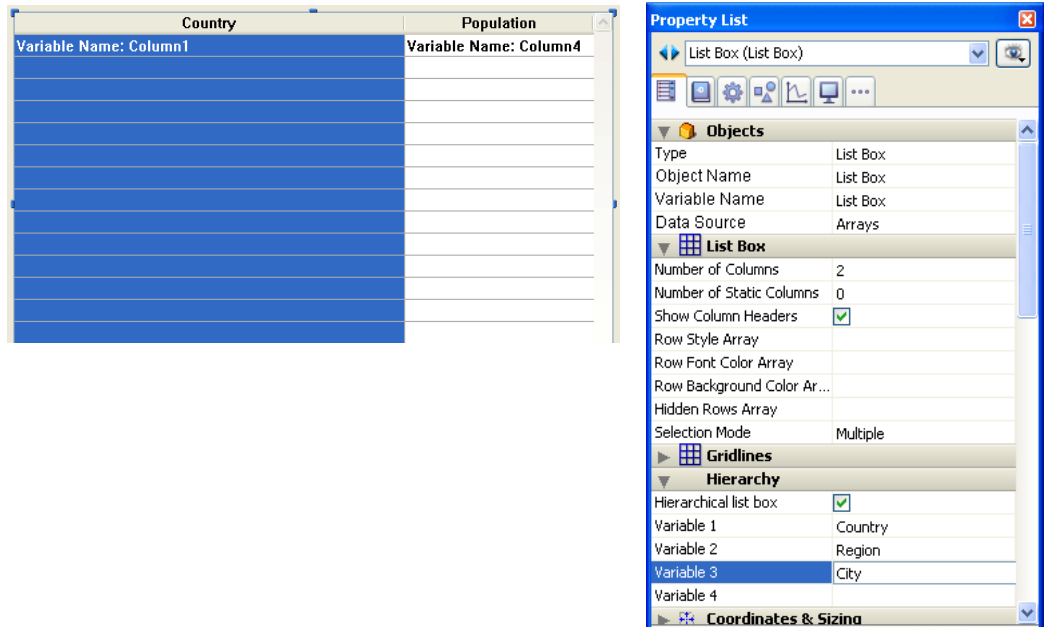 Country Population
Variable Name: Column1 Variable Name: Column4
Property List
List Box (List Box)
Objects
Type List Box
Object Name List Box
Variable Name List Box
Data Source Arrays
List Box
Number of Columns 2
Number of Static Columns 0
Show Column Headers
Row Style Array
Row Font Color Array
Row Background Color Ar...
Hidden Rows Array
Selection Mode Multiple
Gridlines
Hierarchy
Hierarchical list box
Variable 1 Country
Variable 2 Region
Variable 3 City
Variable 4
Coordinates & Sizing